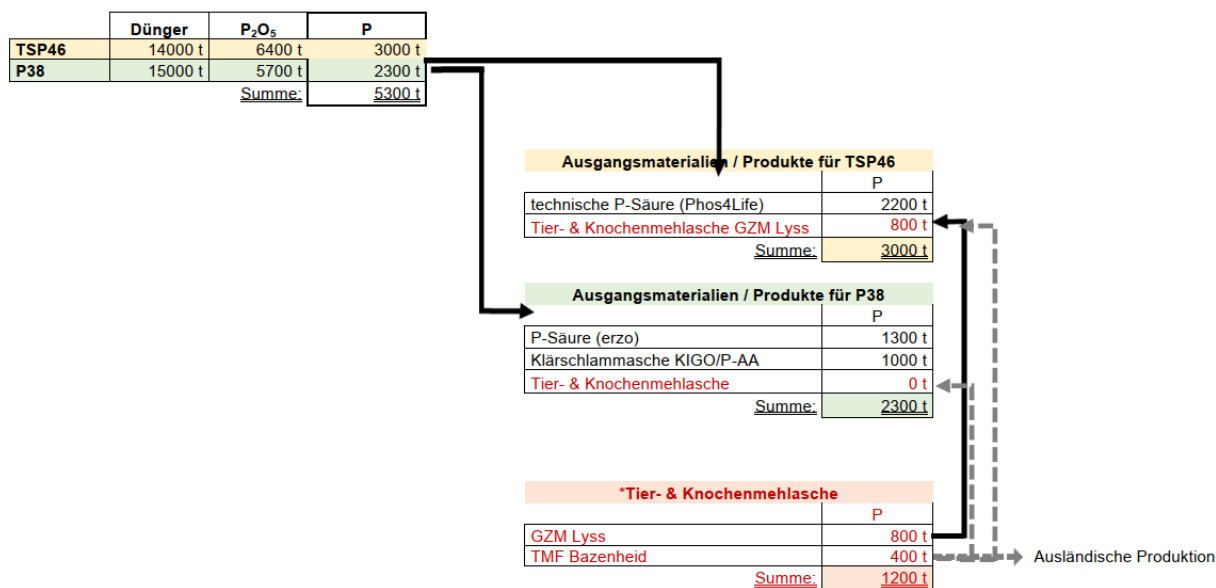 Dünger P₂O₅ P
TSP46 14000 t 6400 t 3000 t
P38 15000 t 5700 t 2300 t
Summe: 5300 t
Ausgangsmaterialien / Produkte für TSP46
P
technische P-Säure (Phos4Life) 2200 t
Tier- & Knochenmehlasche GZM Lyss 800 t
Summe: 3000 t
Ausgangsmaterialien / Produkte für P38
P
P-Säure (erzo) 1300 t
Klärschlammasche KIGO/P-AA 1000 t
Tier- & Knochenmehlasche 0 t
Summe: 2300 t
*Tier- & Knochenmehlasche
P
GZM Lyss 800 t
TMF Bazenheid 400 t Ausländische Produktion
Summe: 1200 t